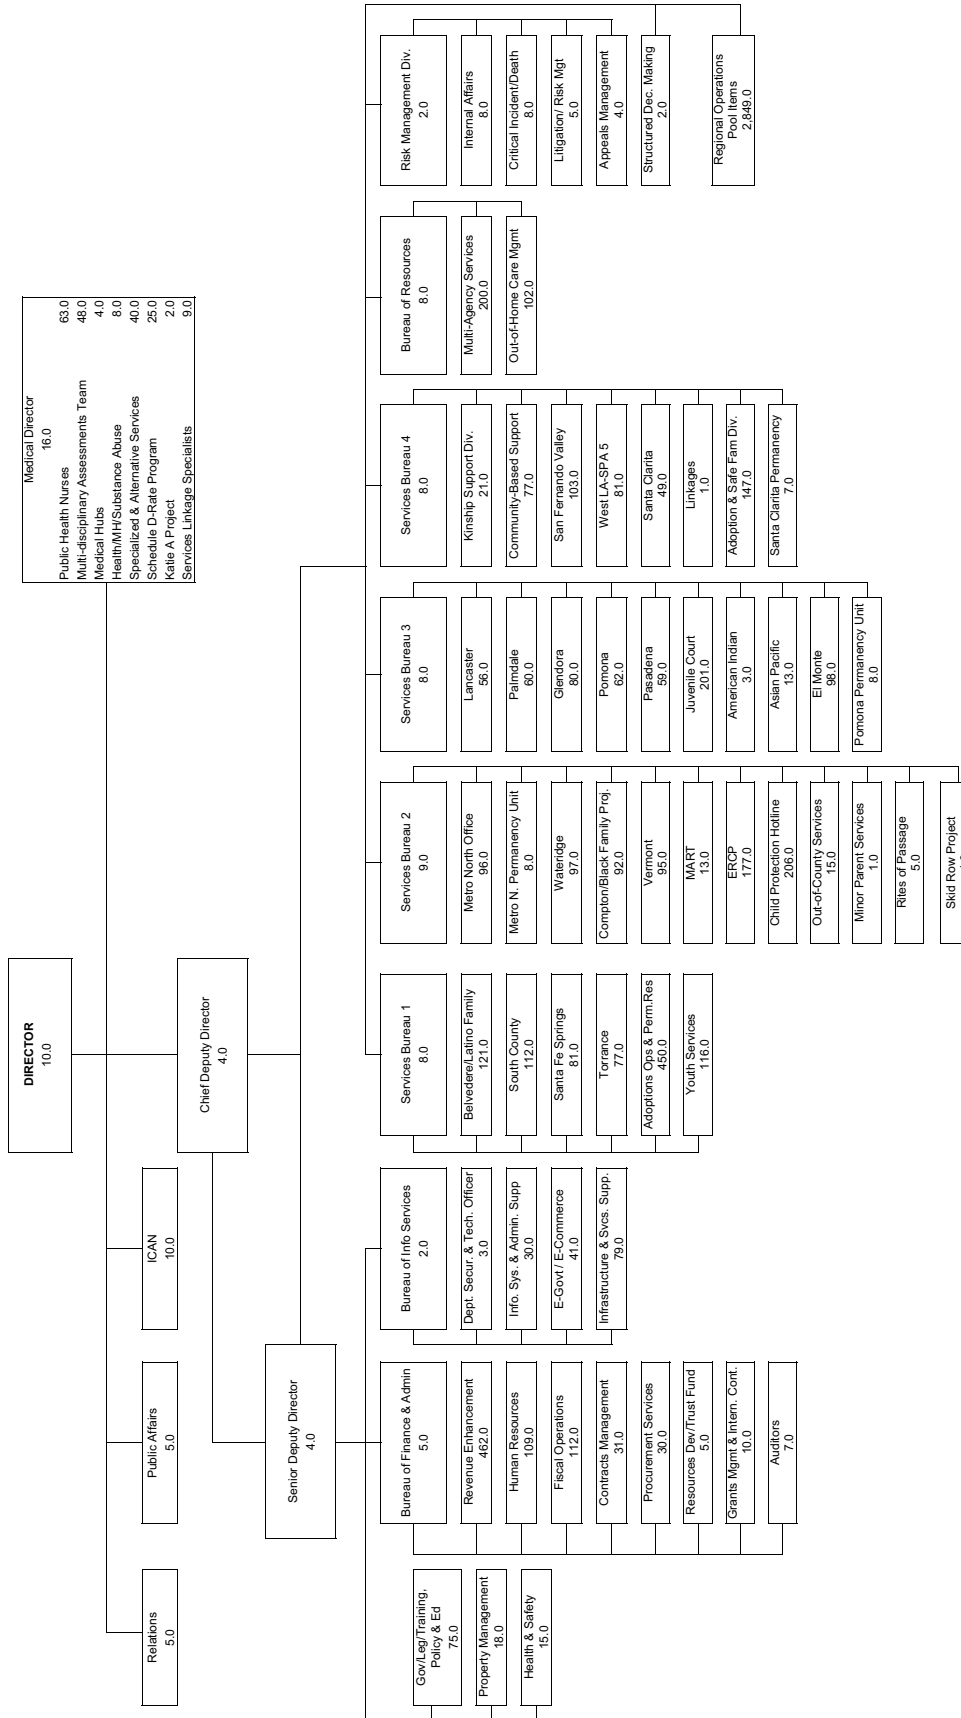 DIRECTOR
10.0
Medical Director
16.0
Public Health Nurses 63.0
Multi-disciplinary Assessments Team 48.0
Medical Hubs 4.0
Health/MH/Substance Abuse 8.0
Specialized & Alternative Services 40.0
Schedule D-Rate Program 25.0
Katie A Project 2.0
Services Linkage Specialists 9.0
Relations
5.0
Public Affairs
5.0
ICAN
10.0
Chief Deputy Director
4.0
Senior Deputy Director
4.0
Gov/Leg/Training,
Policy & Ed
75.0
Property Management
18.0
Health & Safety
15.0
Bureau of Finance & Admin
5.0
Revenue Enhancement
462.0
Human Resources
109.0
Fiscal Operations
112.0
Contracts Management
31.0
Procurement Services
30.0
Resources Dev/Trust Fund
5.0
Grants Mgmt & Intern. Cont.
10.0
Auditors
7.0
Bureau of Info Services
2.0
Dept. Secur. & Tech. Officer
3.0
Info. Sys. & Admin. Supp
30.0
E-Govt / E-Commerce
41.0
Infrastructure & Svcs. Supp.
79.0
Services Bureau 1
8.0
Belvedere/Latino Family
121.0
South County
112.0
Santa Fe Springs
81.0
Torrance
77.0
Adoptions Ops & Perm.Res
450.0
Youth Services
116.0
Services Bureau 2
9.0
Metro North Office
96.0
Metro N. Permanency Unit
8.0
Wateridge
97.0
Compton/Black Family Proj.
92.0
Vermont
95.0
MART
13.0
ERCP
177.0
Child Protection Hotline
206.0
Out-of-County Services
15.0
Minor Parent Services
1.0
Rites of Passage
5.0
Skid Row Project
Services Bureau 3
8.0
Lancaster
56.0
Palmdale
60.0
Glendora
80.0
Pomona
62.0
Pasadena
59.0
Juvenile Court
201.0
American Indian
3.0
Asian Pacific
13.0
El Monte
98.0
Pomona Permanency Unit
8.0
Services Bureau 4
8.0
Kinship Support Div.
21.0
Community-Based Support
77.0
San Fernando Valley
103.0
West LA-SPA 5
81.0
Santa Clarita
49.0
Linkages
1.0
Adoption & Safe Fam Div.
147.0
Santa Clarita Permanency
7.0
Bureau of Resources
8.0
Multi-Agency Services
200.0
Out-of-Home Care Mgmt
102.0
Risk Management Div.
2.0
Internal Affairs
8.0
Critical Incident/Death
8.0
Litigation/ Risk Mgt
5.0
Appeals Management
4.0
Structured Dec. Making
2.0
Regional Operations
Pool Items
2,849.0